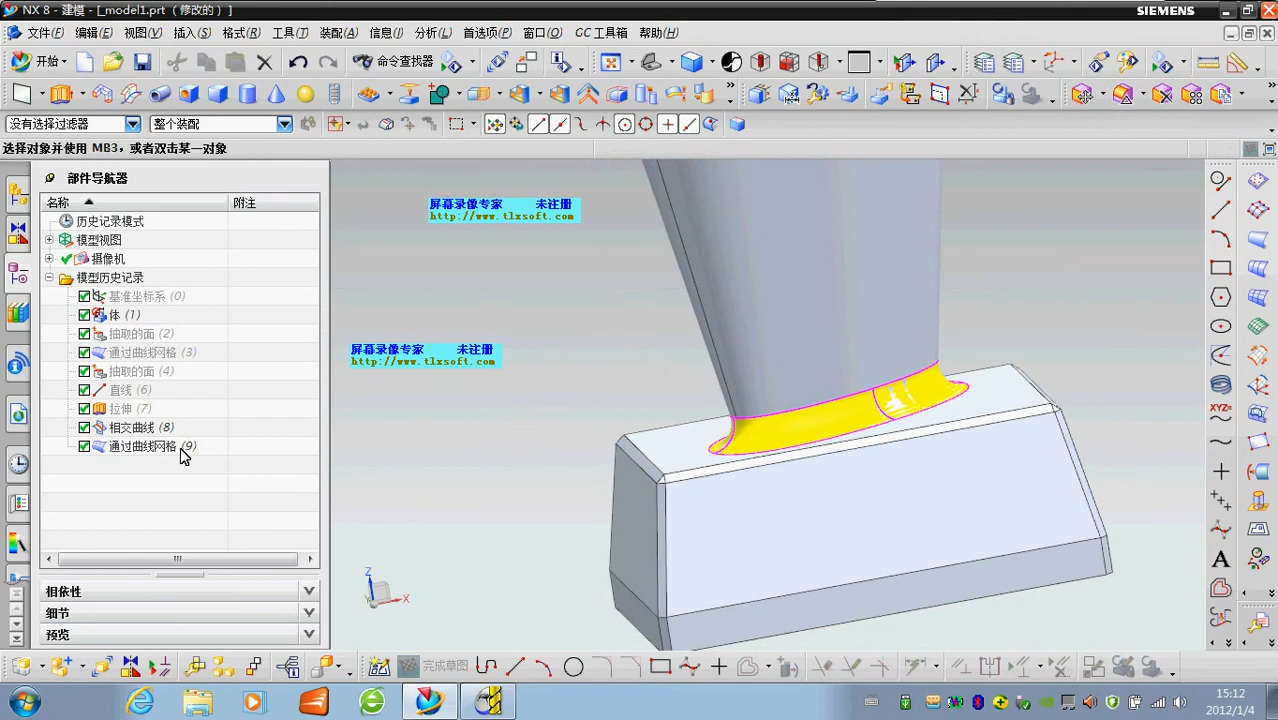 NX 8 - 建模 - [_model1.prt （修改的）]
SIEMENS
文件(F) 编辑(E) 视图(V) 插入(S) 格式(R) 工具(T) 装配(A) 信息(I) 分析(L) 首选项(P) 窗口(O) GC 工具箱 帮助(H)
开始 命令查找器
没有选择过滤器 整个装配
选择对象并使用 MB3，或者双击某一对象
部件导航器
名称 附注
历史记录模式
模型视图
摄像机
模型历史记录
基准坐标系 (0)
体 (1)
抽取的面 (2)
通过曲线网格 (3)
抽取的面 (4)
直线 (6)
拉伸 (7)
相交曲线 (8)
通过曲线网格 (9)
屏幕录像专家 未注册
http://www.tlxsoft.com
屏幕录像专家 未注册
http://www.tlxsoft.com
Z
Y X
相依性
细节
预览
XYZ=
A
完成草图
15:12
2012/1/4